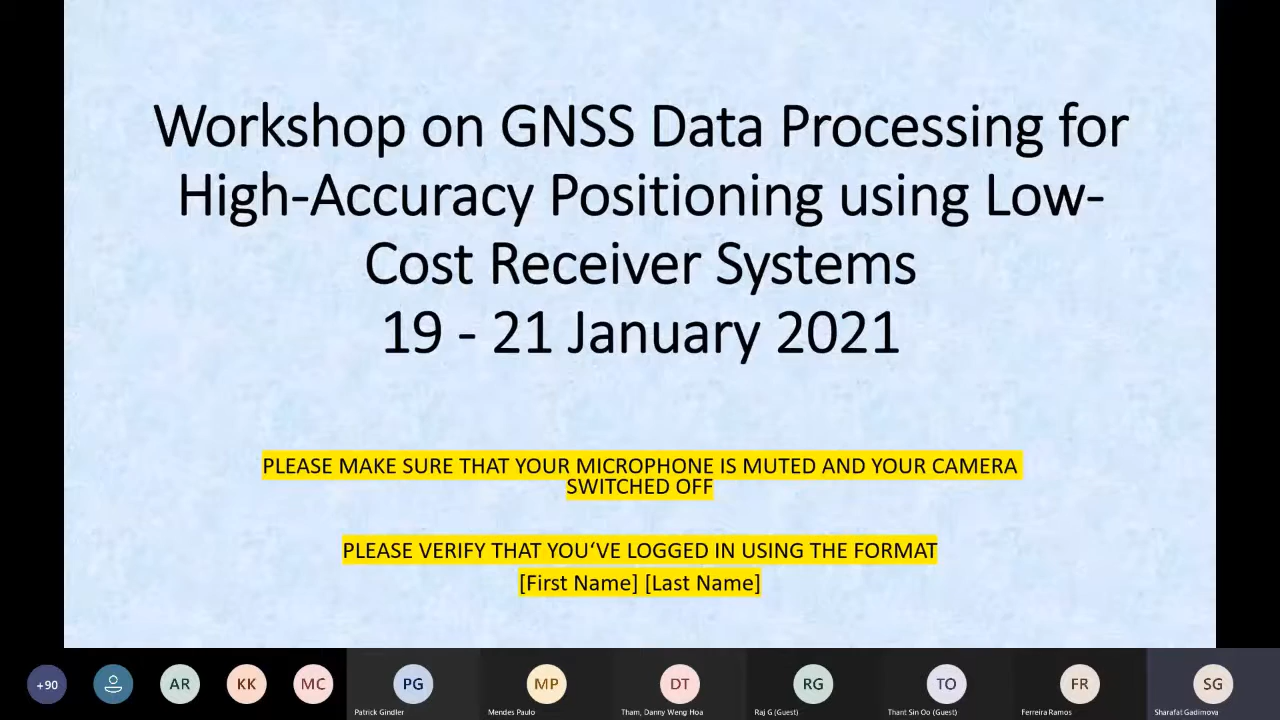 Workshop on GNSS Data Processing for
High-Accuracy Positioning using Low-
Cost Receiver Systems
19 - 21 January 2021
PLEASE MAKE SURE THAT YOUR MICROPHONE IS MUTED AND YOUR CAMERA
SWITCHED OFF
PLEASE VERIFY THAT YOU‘VE LOGGED IN USING THE FORMAT
[First Name] [Last Name]
+90 AR KK MC PG MP DT RG TO FR SG
Patrick Gindler Mendes Paulo Tham, Danny Weng Hoa Raj G (Guest) Thant Sin Oo (Guest) Ferreira Ramos Sharafat Gadimova